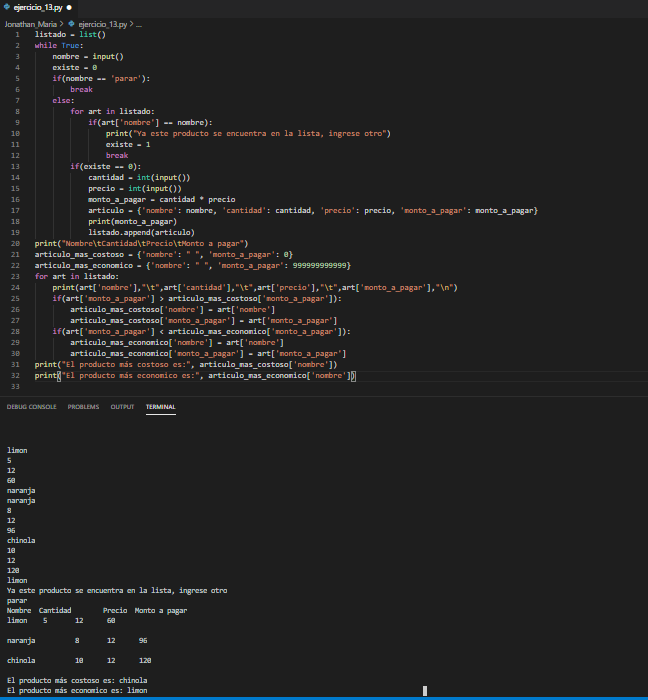 ejercicio_13.py ●
Jonathan_Maria > ejercicio_13.py > ...
1 listado = list()
2 while True:
3     nombre = input()
4     existe = 0
5     if(nombre == 'parar'):
6         break
7     else:
8         for art in listado:
9             if(art['nombre'] == nombre):
10                 print("Ya este producto se encuentra en la lista, ingrese otro")
11                 existe = 1
12                 break
13         if(existe == 0):
14             cantidad = int(input())
15             precio = int(input())
16             monto_a_pagar = cantidad * precio
17             articulo = {'nombre': nombre, 'cantidad': cantidad, 'precio': precio, 'monto_a_pagar': monto_a_pagar}
18             print(monto_a_pagar)
19             listado.append(articulo)
20 print("Nombre\tCantidad\tPrecio\tMonto a pagar")
21 articulo_mas_costoso = {'nombre': " ", 'monto_a_pagar': 0}
22 articulo_mas_economico = {'nombre': " ", 'monto_a_pagar': 999999999999}
23 for art in listado:
24     print(art['nombre'],"\t",art['cantidad'],"\t",art['precio'],"\t",art['monto_a_pagar'],"\n")
25     if(art['monto_a_pagar'] > articulo_mas_costoso['monto_a_pagar']):
26         articulo_mas_costoso['nombre'] = art['nombre']
27         articulo_mas_costoso['monto_a_pagar'] = art['monto_a_pagar']
28     if(art['monto_a_pagar'] < articulo_mas_economico['monto_a_pagar']):
29         articulo_mas_economico['nombre'] = art['nombre']
30         articulo_mas_economico['monto_a_pagar'] = art['monto_a_pagar']
31 print("El producto más costoso es:", articulo_mas_costoso['nombre'])
32 print("El producto más economico es:", articulo_mas_economico['nombre'])
33
DEBUG CONSOLE PROBLEMS OUTPUT TERMINAL
limon
5
12
60
naranja
naranja
8
12
96
chinola
10
12
120
limon
Ya este producto se encuentra en la lista, ingrese otro
parar
Nombre Cantidad Precio Monto a pagar
limon 5 12 60
naranja 8 12 96
chinola 10 12 120
El producto más costoso es: chinola
El producto más economico es: limon